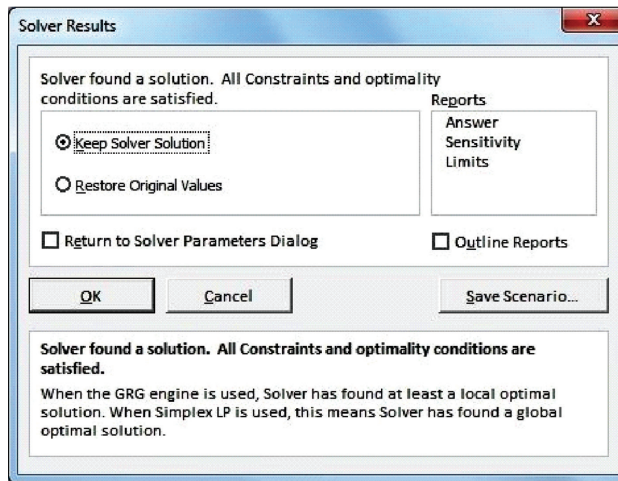 Solver Results
Solver found a solution. All Constraints and optimality
conditions are satisfied.
Reports
Answer
Sensitivity
Limits
Keep Solver Solution
Restore Original Values
Return to Solver Parameters Dialog
Outline Reports
OK
Cancel
Save Scenario...
Solver found a solution. All Constraints and optimality conditions are
satisfied.
When the GRG engine is used, Solver has found at least a local optimal
solution. When Simplex LP is used, this means Solver has found a global
optimal solution.